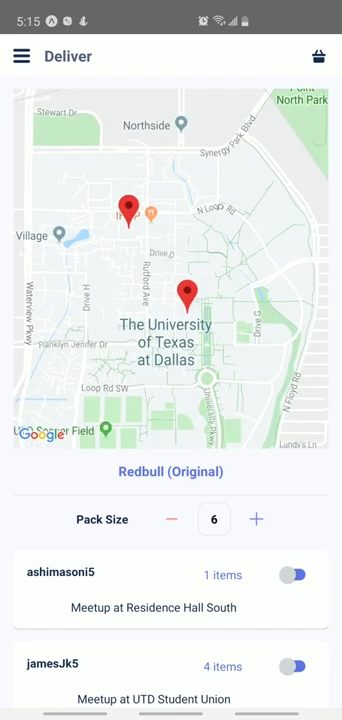 5:15
Deliver
Point
North Park
Stewart Dr
Northside
Synergy Park Blvd
IHOP
N Loop Rd
Village
Drive D
Rutford Ave
Drive H
Waterview Pkwy
The University
of Texas
at Dallas
Drive G
Franklyn Jenifer Dr
Loop Rd SW
University Pkwy
N Floyd Rd
UTD Soccer Field
Google
Lundy's Ln
Redbull (Original)
Pack Size
6
ashimasoni5
1 items
Meetup at Residence Hall South
jamesJk5
4 items
Meetup at UTD Student Union